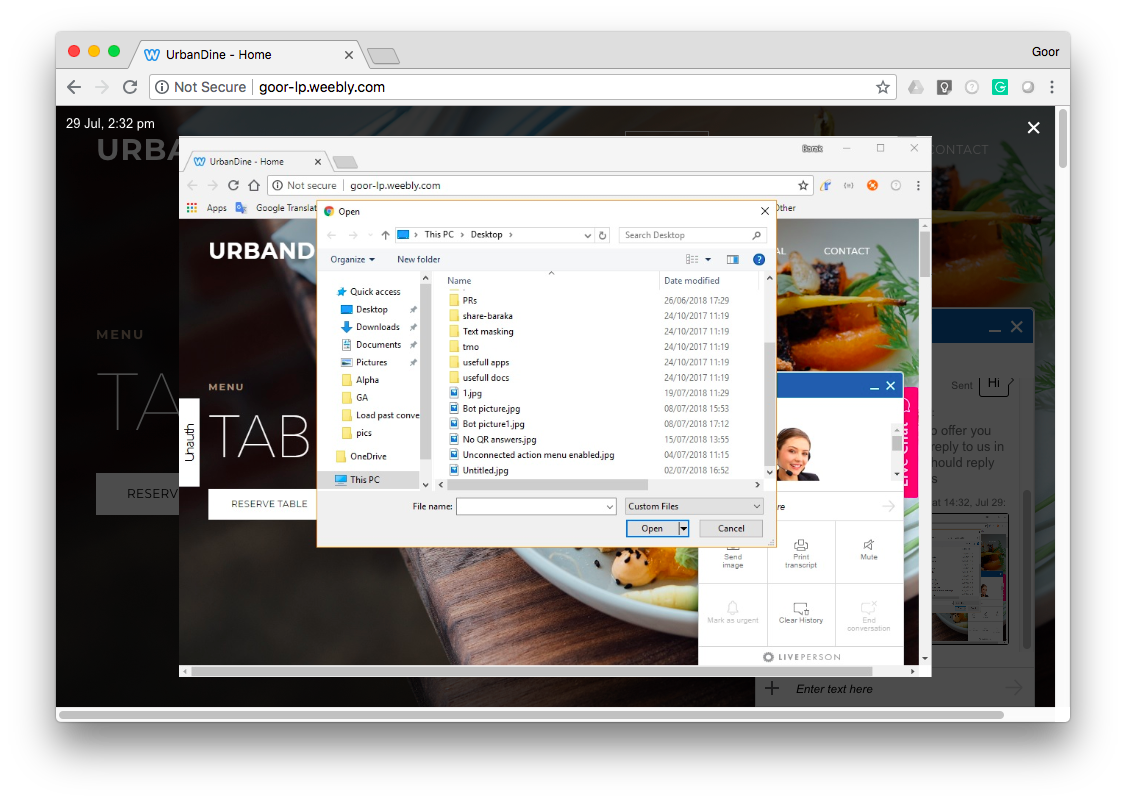 UrbanDine - Home
Goor
Not Secure
goor-lp.weebly.com
29 Jul, 2:32 pm
URBA
CONTACT
UrbanDine - Home
Barak
Not secure
goor-lp.weebly.com
Apps
Google Translat
Other
Open
This PC
Desktop
Search Desktop
Organize
New folder
Name
Date modified
Quick access
Desktop
Downloads
Documents
Pictures
Alpha
GA
Load past conve
pics
OneDrive
This PC
PRs
26/06/2018 17:29
share-baraka
24/10/2017 11:19
Text masking
24/10/2017 11:19
tmo
24/10/2017 11:19
usefull apps
24/10/2017 11:19
usefull docs
24/10/2017 11:19
1.jpg
19/07/2018 11:29
Bot picture.jpg
08/07/2018 15:53
Bot picture1.jpg
08/07/2018 17:12
No QR answers.jpg
15/07/2018 13:55
Unconnected action menu enabled.jpg
04/07/2018 11:15
Untitled.jpg
02/07/2018 16:52
File name:
Custom Files
Open
Cancel
URBAND
AL
CONTACT
MENU
TAB
RESERVE TABLE
Unauth
MENU
TA
RESERV
Live Chat
re
Send
image
Print
transcript
Mute
Mark as urgent
Clear History
End
conversation
LIVEPERSON
Sent
Hi
o offer you
reply to us in
hould reply
s
at 14:32, Jul 29:
Enter text here